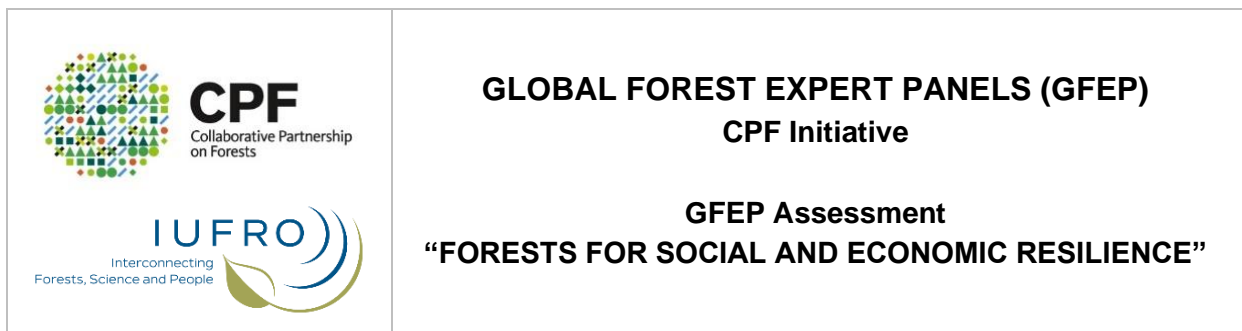 CPF
Collaborative Partnership
on Forests
IUFRO
Interconnecting
Forests, Science and People
GLOBAL FOREST EXPERT PANELS (GFEP)
CPF Initiative
GFEP Assessment
“FORESTS FOR SOCIAL AND ECONOMIC RESILIENCE”